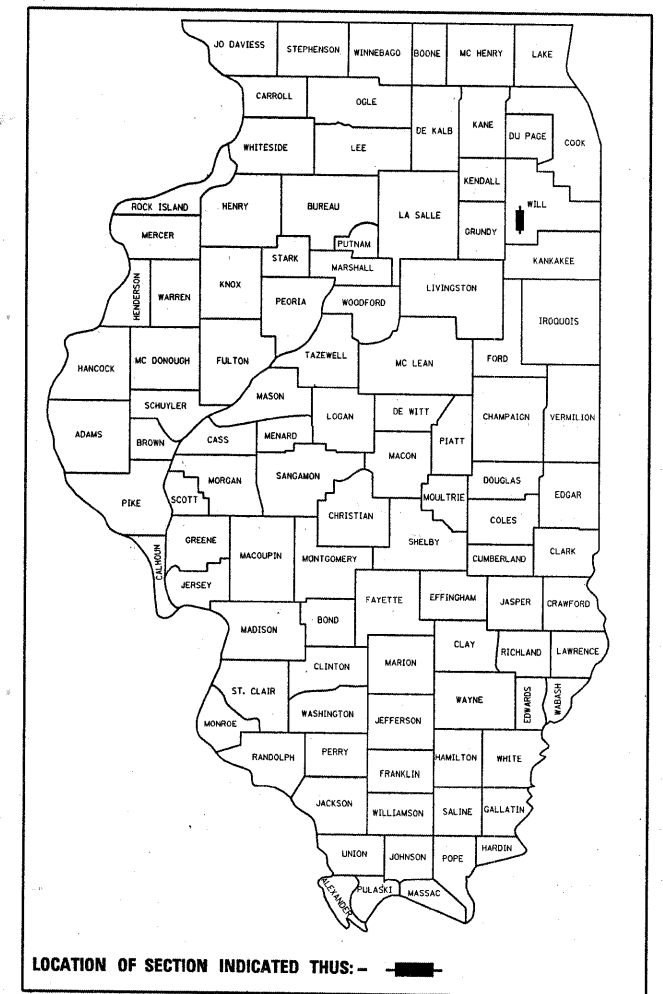 JO DAVIESS STEPHENSON WINNEBAGO BOONE MC HENRY LAKE
CARROLL OGLE DE KALB KANE DU PAGE COOK
WHITESIDE LEE KENDALL
ROCK ISLAND HENRY BUREAU LA SALLE GRUNDY WILL
MERCER PUTNAM
STARK MARSHALL KANKAKEE
HENDERSON WARREN KNOX PEORIA WOODFORD LIVINGSTON IROQUOIS
HANCOCK MC DONOUGH FULTON TAZEWELL MC LEAN FORD
SCHUYLER MASON LOGAN DE WITT CHAMPAIGN VERMILION
ADAMS BROWN CASS MENARD MACON PIATT
PIKE SCOTT MORGAN SANGAMON CHRISTIAN MOULTRIE DOUGLAS EDGAR
COLES
CALHOUN GREENE MACOUPIN MONTGOMERY SHELBY CUMBERLAND CLARK
JERSEY FAYETTE EFFINGHAM JASPER CRAWFORD
MADISON BOND CLAY RICHLAND LAWRENCE
CLINTON MARION
ST. CLAIR WAYNE EDWARDS WABASH
MONROE WASHINGTON JEFFERSON
RANDOLPH PERRY HAMILTON WHITE
FRANKLIN
JACKSON WILLIAMSON SALINE GALLATIN
UNION JOHNSON POPE HARDIN
ALEXANDER PULASKI MASSAC
LOCATION OF SECTION INDICATED THUS: -